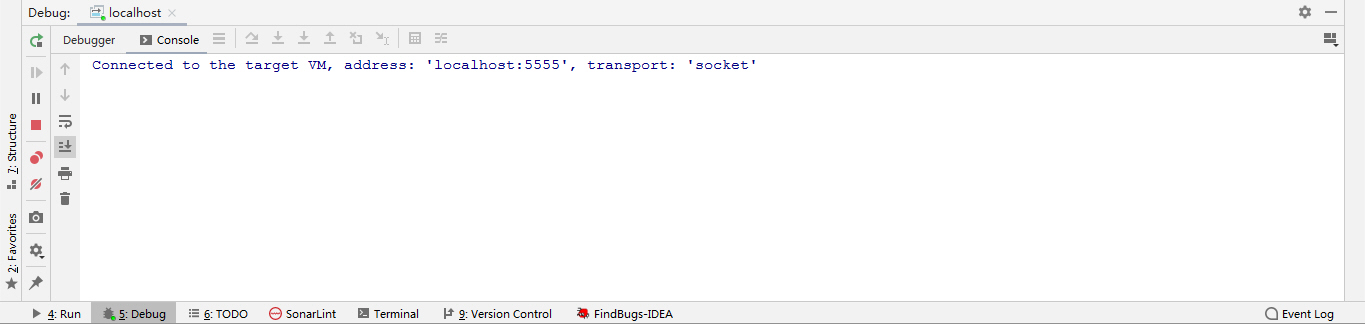 Debug: localhost
Debugger Console
Connected to the target VM, address: 'localhost:5555', transport: 'socket'
7: Structure
2: Favorites
4: Run 5: Debug 6: TODO SonarLint Terminal 9: Version Control FindBugs-IDEA Event Log